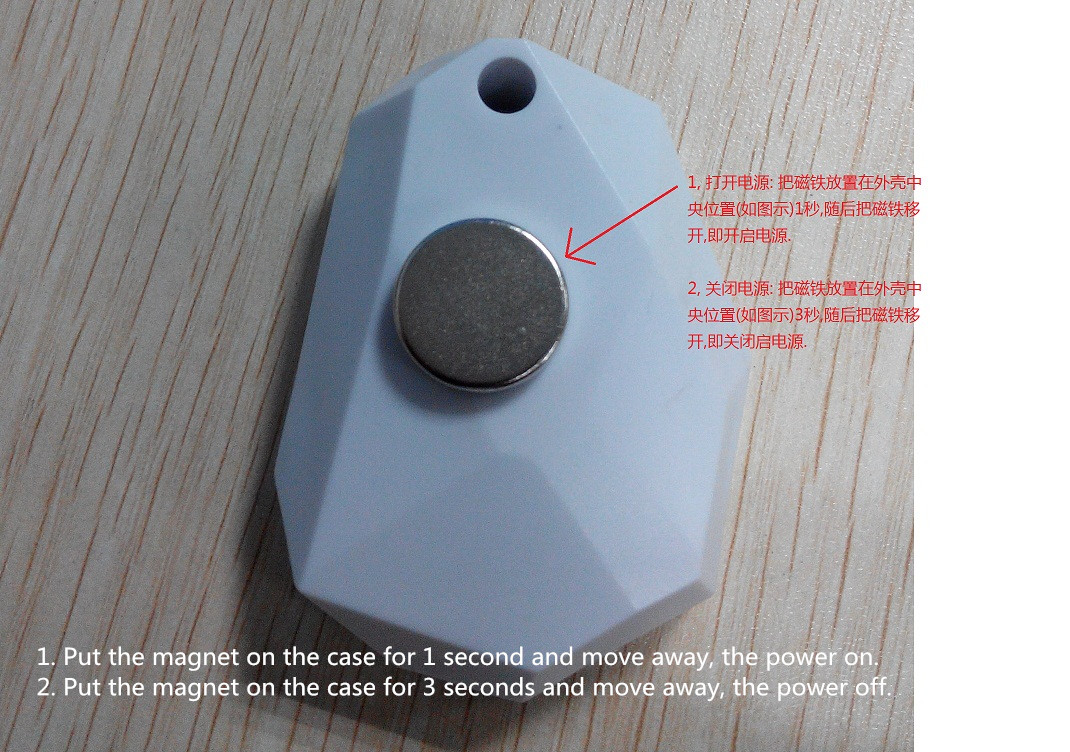 1, 打开电源: 把磁铁放置在外壳中
央位置(如图示)1秒,随后把磁铁移
开,即开启电源.
2, 关闭电源: 把磁铁放置在外壳中
央位置(如图示)3秒,随后把磁铁移
开,即关闭启电源.
1. Put the magnet on the case for 1 second and move away, the power on.
2. Put the magnet on the case for 3 seconds and move away, the power off.